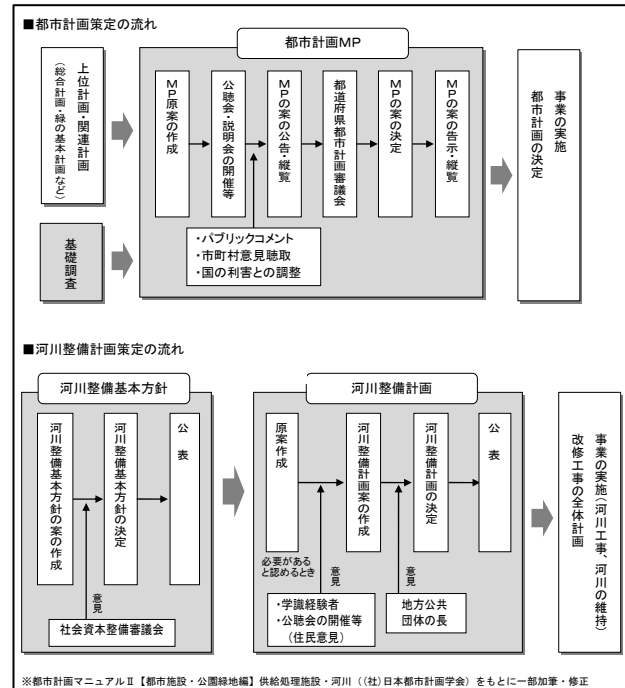 ■都市計画策定の流れ
都市計画MP
上位計画・関連計画
（総合計画・緑の基本計画など）
基礎調査
MP原案の作成
公聴会・説明会の開催等
MPの案の公告・縦覧
都道府県都市計画審議会
MPの案の決定
MPの案の告示・縦覧
・パブリックコメント
・市町村意見聴取
・国の利害との調整
事業の実施
都市計画の決定
■河川整備計画策定の流れ
河川整備基本方針
河川整備基本方針の案の作成
河川整備基本方針の決定
公表
意見
社会資本整備審議会
河川整備計画
原案作成
河川整備計画案の作成
河川整備計画の決定
公表
必要がある
と認めるとき
意見
意見
・学識経験者
・公聴会の開催等
（住民意見）
地方公共
団体の長
事業の実施（河川工事、河川の維持）
改修工事の全体計画
※都市計画マニュアルⅡ【都市施設・公園緑地編】供給処理施設・河川（（社）日本都市計画学会）をもとに一部加筆・修正